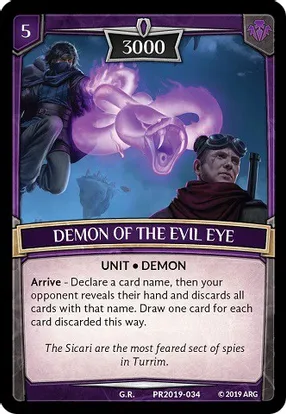 5
3000
DEMON OF THE EVIL EYE
UNIT • DEMON
Arrive - Declare a card name, then your
opponent reveals their hand and discards all
cards with that name. Draw one card for each
card discarded this way.
The Sicari are the most feared sect of spies
in Turrim.
G.R. PR2019-034 © 2019 ARG